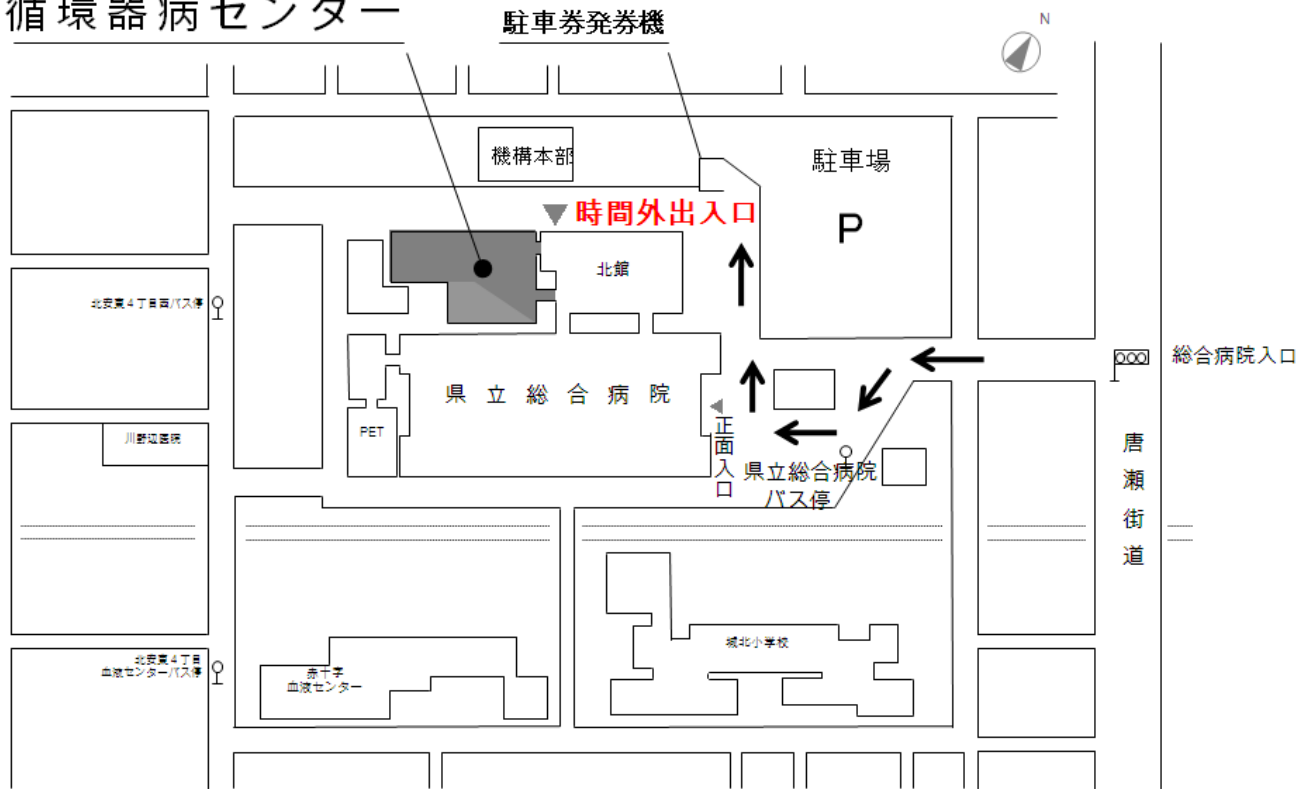 循環器病センター
駐車券発券機
N
機構本部
駐車場
P
時間外出入口
北館
北安東4丁目西バス停
総合病院入口
県立総合病院
正面入口
PET
川野辺医院
県立総合病院
バス停
唐瀬街道
城北小学校
北安東4丁目
血液センターバス停
赤十字
血液センター